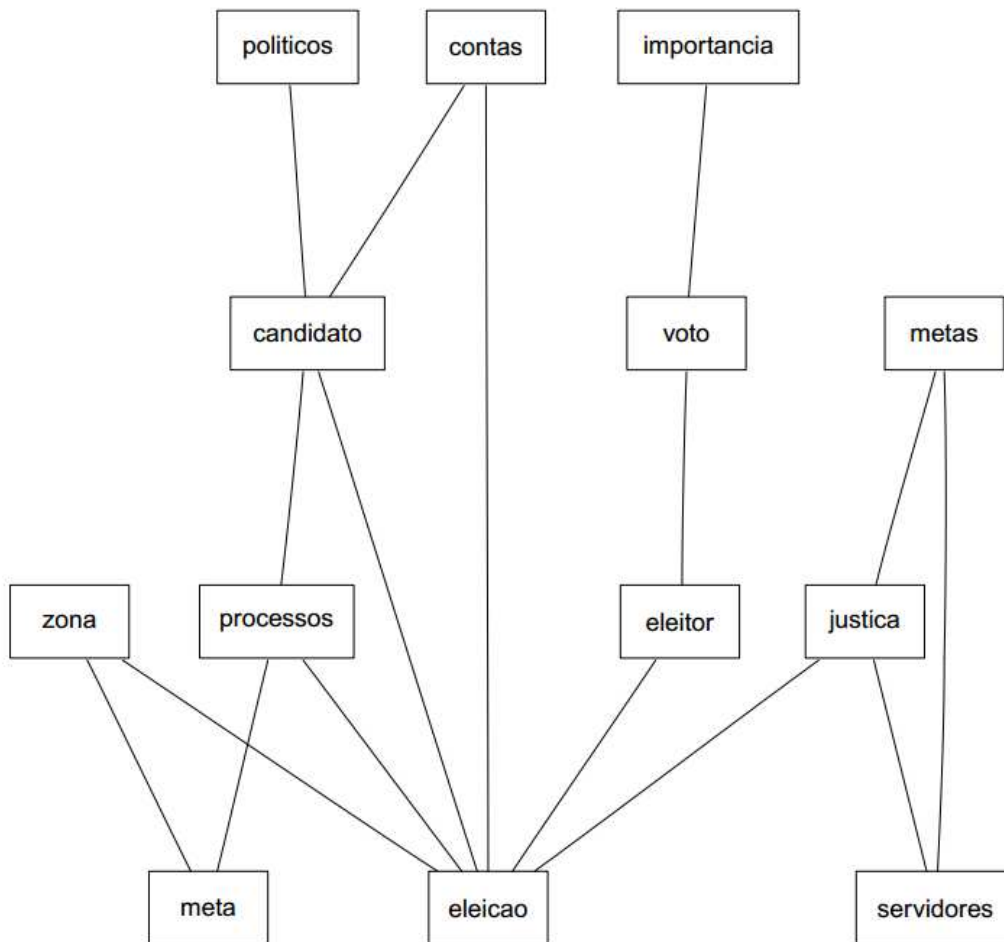 politicos
contas
importancia
candidato
voto
metas
zona
processos
eleitor
justica
meta
eleicao
servidores